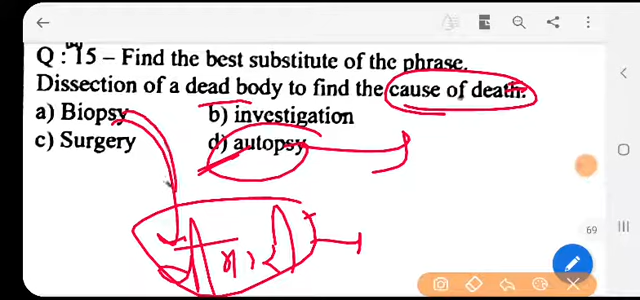 Q : 15 – Find the best substitute of the phrase.
Dissection of a dead body to find the cause of death.
a) Biopsy b) investigation
c) Surgery d) autopsy
69